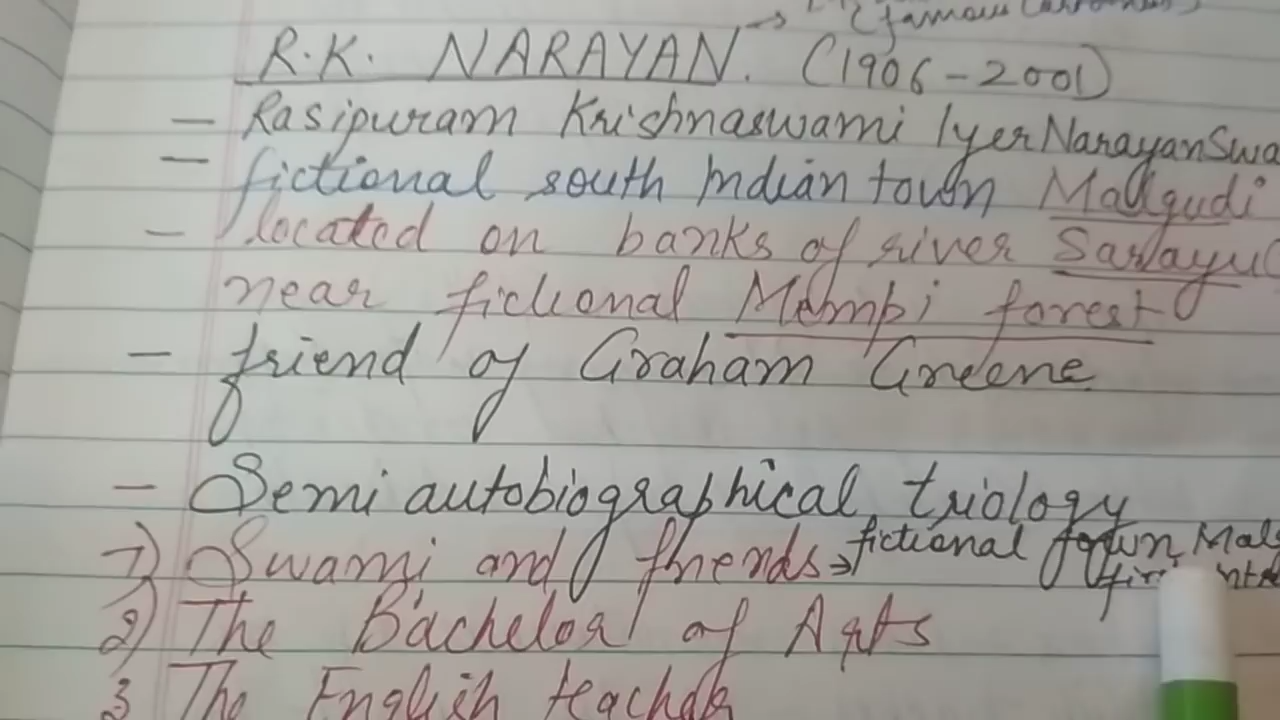 (famous
R.K. NARAYAN. → (1906-2001)
- Rasipuram Krishnaswami Iyer NarayanSwa
- fictional south Indian town Malgudi
- located on banks of river Sarayu (
near fictional Mempi forest
- friend of Graham Greene
- Semi autobiographical triology
1) Swami and friends → fictional town Mal
2) The Bachelor of Arts
3 The English teacher